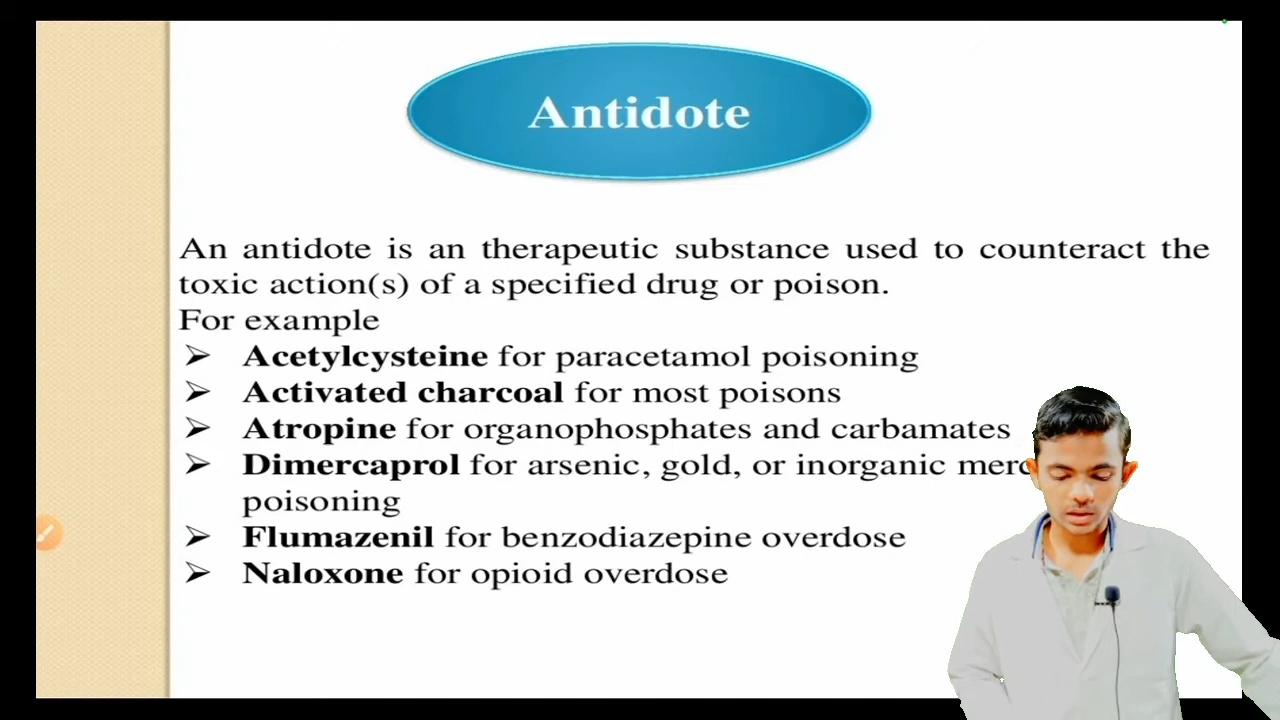 Antidote
An antidote is an therapeutic substance used to counteract the
toxic action(s) of a specified drug or poison.
For example
➢ Acetylcysteine for paracetamol poisoning
➢ Activated charcoal for most poisons
➢ Atropine for organophosphates and carbamates
➢ Dimercaprol for arsenic, gold, or inorganic
poisoning
➢ Flumazenil for benzodiazepine overdose
➢ Naloxone for opioid overdose